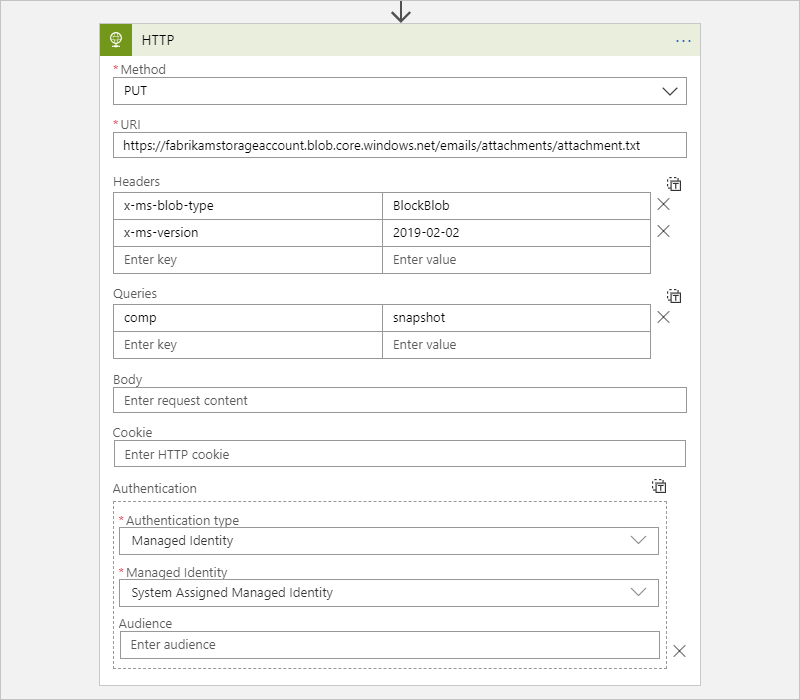 HTTP
...
* Method
PUT
* URI
https://fabrikamstorageaccount.blob.core.windows.net/emails/attachments/attachment.txt
Headers
x-ms-blob-type BlockBlob
x-ms-version 2019-02-02
Enter key Enter value
Queries
comp snapshot
Enter key Enter value
Body
Enter request content
Cookie
Enter HTTP cookie
Authentication
* Authentication type
Managed Identity
* Managed Identity
System Assigned Managed Identity
Audience
Enter audience